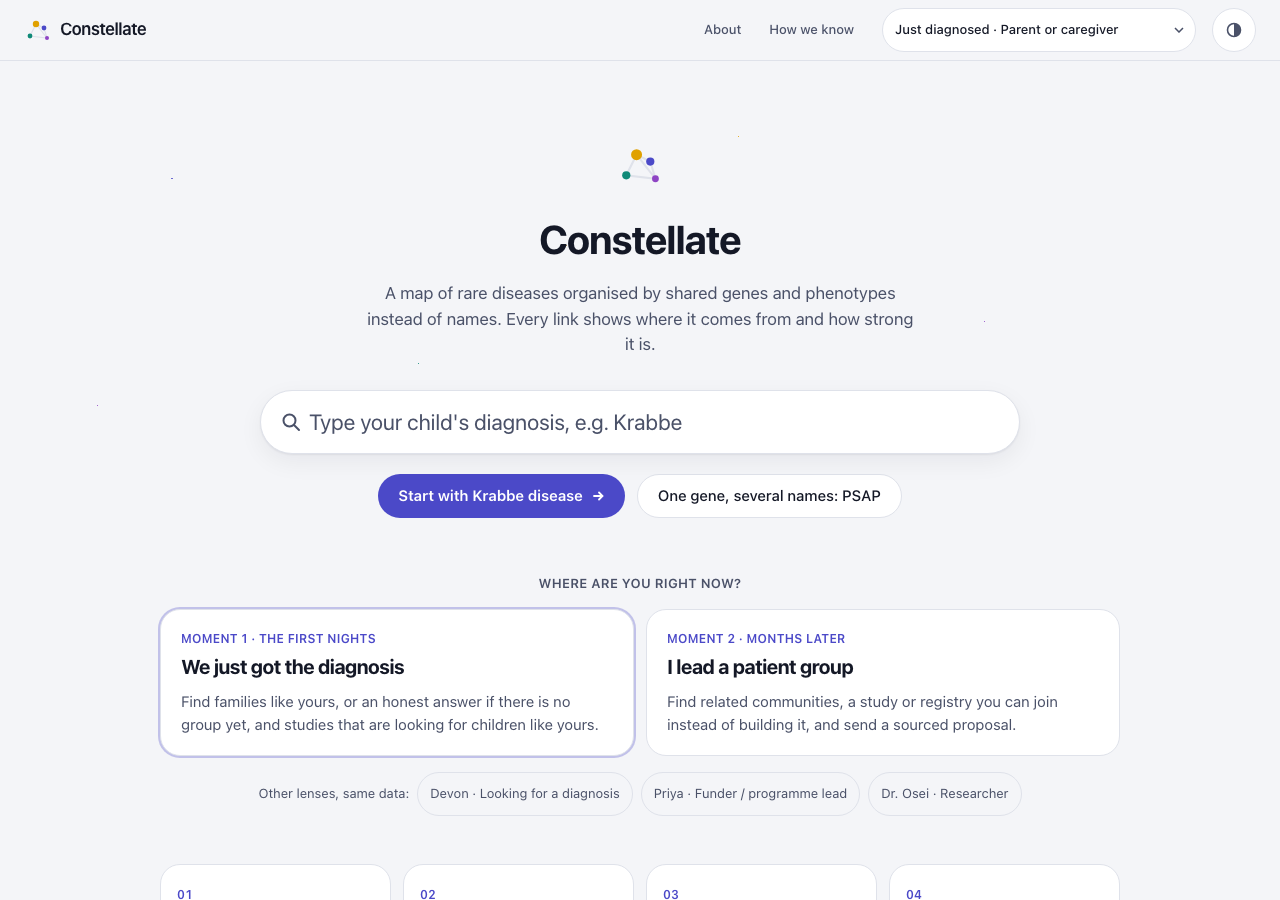 Constellate
About
How we know
Just diagnosed · Parent or caregiver
Constellate
A map of rare diseases organised by shared genes and phenotypes
instead of names. Every link shows where it comes from and how strong
it is.
Type your child's diagnosis, e.g. Krabbe
Start with Krabbe disease →
One gene, several names: PSAP
WHERE ARE YOU RIGHT NOW?
MOMENT 1 · THE FIRST NIGHTS
We just got the diagnosis
Find families like yours, or an honest answer if there is no
group yet, and studies that are looking for children like yours.
MOMENT 2 · MONTHS LATER
I lead a patient group
Find related communities, a study or registry you can join
instead of building it, and send a sourced proposal.
Other lenses, same data:
Devon · Looking for a diagnosis
Priya · Funder / programme lead
Dr. Osei · Researcher
01
02
03
04